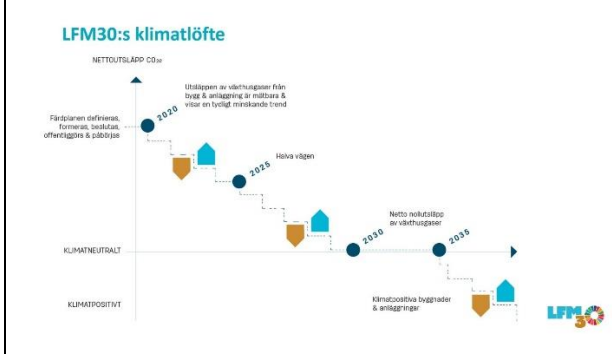 LFM30:s klimatlöfte
NETTOUTSLÄPP CO₂ₑ
2020
Utsläppen av växthusgaser från
bygg & anläggning är mätbara &
visar en tydligt minskande trend
Färdplanen definieras,
formeras, beslutas,
offentliggörs & påbörjas
2025
Halva vägen
2030
Netto nollutsläpp
av växthusgaser
2035
KLIMATNEUTRALT
Klimatpositiva byggnader
& anläggningar
KLIMATPOSITIVT
LFM
30